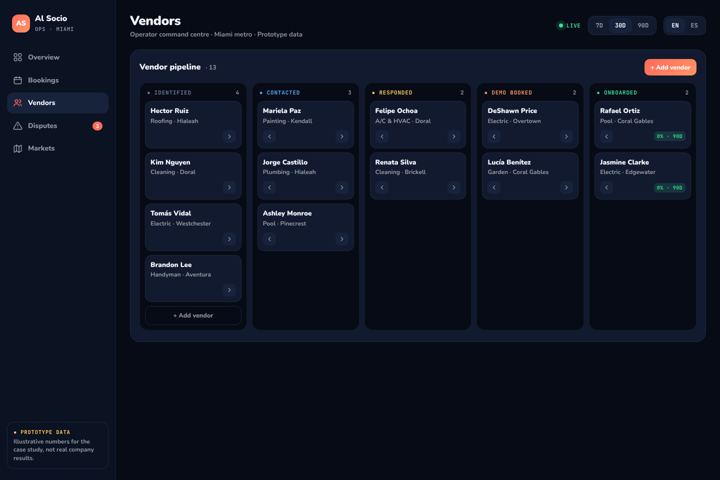 AS
Al Socio
OPS · MIAMI
Overview
Bookings
Vendors
Disputes
Markets
PROTOTYPE DATA
Illustrative numbers for the
case study, not real company
results.
Vendors
Operator command centre · Miami metro · Prototype data
LIVE
7D 30D 90D
EN ES
Vendor pipeline · 13
+ Add vendor
IDENTIFIED 4
Hector Ruiz
Roofing · Hialeah
Kim Nguyen
Cleaning · Doral
Tomás Vidal
Electric · Westchester
Brandon Lee
Handyman · Aventura
+ Add vendor
CONTACTED 3
Mariela Paz
Painting · Kendall
Jorge Castillo
Plumbing · Hialeah
Ashley Monroe
Pool · Pinecrest
RESPONDED 2
Felipe Ochoa
A/C & HVAC · Doral
Renata Silva
Cleaning · Brickell
DEMO BOOKED 2
DeShawn Price
Electric · Overtown
Lucía Benítez
Garden · Coral Gables
ONBOARDED 2
Rafael Ortiz
Pool · Coral Gables
0% · 90D
Jasmine Clarke
Electric · Edgewater
0% · 90D